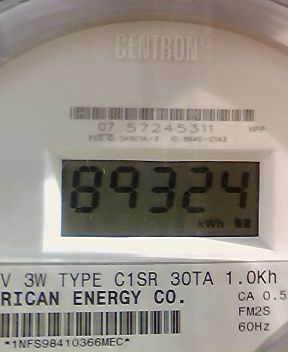 CENTRON®
07 57245311
89324
kWh
V 3W TYPE C1SR 30TA 1.0Kh
RICAN ENERGY CO.
CA 0.5
FM2S
60Hz
*1NFS98410366MEC*